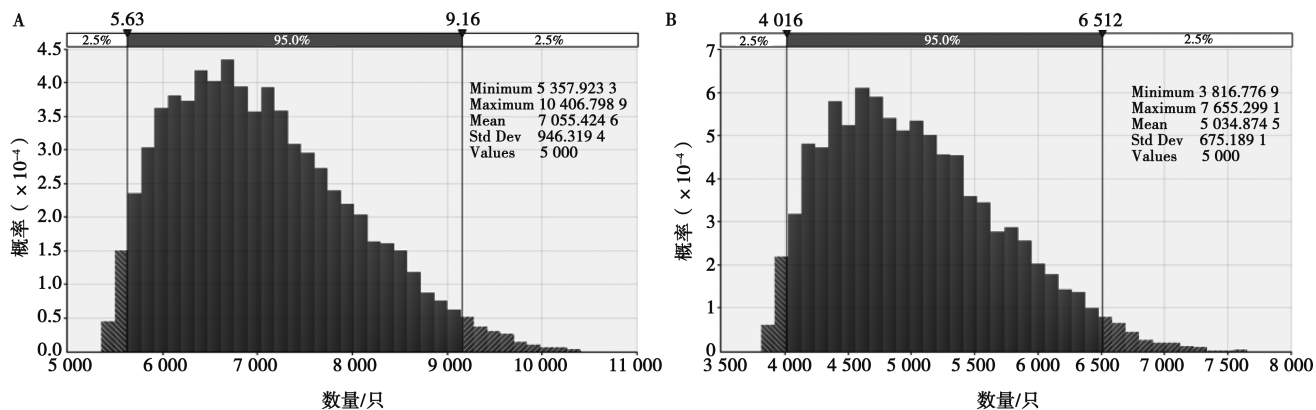 A
5.63 9.16
2.5% 95.0% 2.5%
4.5
4.0
3.5
3.0
2.5
2.0
1.5
1.0
0.5
0.0
概率（×10⁻⁴）
Minimum 5 357.923 3
Maximum 10 406.798 9
Mean 7 055.424 6
Std Dev 946.319 4
Values 5 000
5 000 6 000 7 000 8 000 9 000 10 000 11 000
数量/只
B
4 016 6 512
2.5% 95.0% 2.5%
7
6
5
4
3
2
1
0
概率（×10⁻⁴）
Minimum 3 816.776 9
Maximum 7 655.299 1
Mean 5 034.874 5
Std Dev 675.189 1
Values 5 000
3 500 4 000 4 500 5 000 5 500 6 000 6 500 7 000 7 500 8 000
数量/只